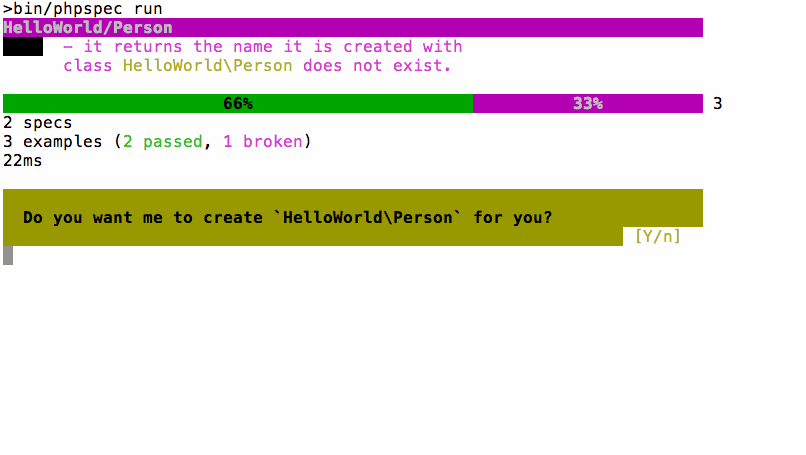 >bin/phpspec run
HelloWorld/Person
– it returns the name it is created with
class HelloWorld\Person does not exist.
66% 33% 3
2 specs
3 examples (2 passed, 1 broken)
22ms
Do you want me to create `HelloWorld\Person` for you?
[Y/n]